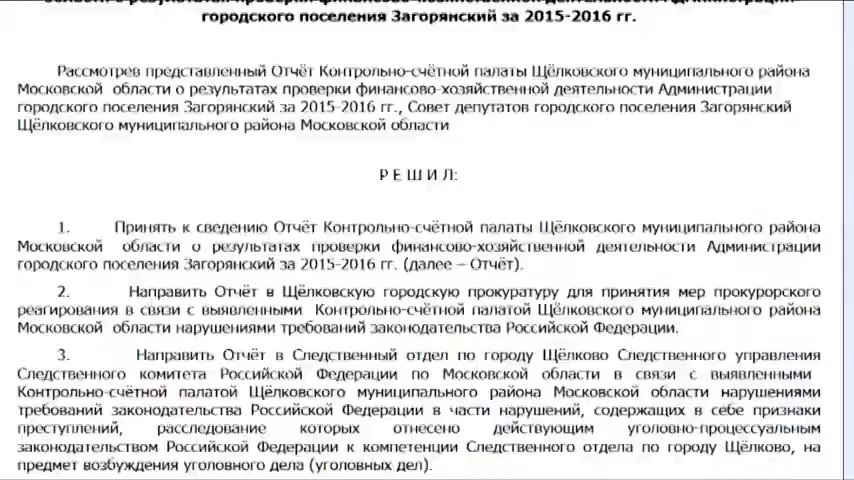 области о результатах проверки финансово-хозяйственной деятельности Администрации
городского поселения Загорянский за 2015-2016 гг.
Рассмотрев представленный Отчёт Контрольно-счётной палаты Щёлковского муниципального района
Московской области о результатах проверки финансово-хозяйственной деятельности Администрации
городского поселения Загорянский за 2015-2016 гг., Совет депутатов городского поселения Загорянский
Щёлковского муниципального района Московской области
Р Е Ш И Л:
1. Принять к сведению Отчёт Контрольно-счётной палаты Щёлковского муниципального района
Московской области о результатах проверки финансово-хозяйственной деятельности Администрации
городского поселения Загорянский за 2015-2016 гг. (далее – Отчёт).
2. Направить Отчёт в Щёлковскую городскую прокуратуру для принятия мер прокурорского
реагирования в связи с выявленными Контрольно-счётной палатой Щёлковского муниципального района
Московской области нарушениями требований законодательства Российской Федерации.
3. Направить Отчёт в Следственный отдел по городу Щёлково Следственного управления
Следственного комитета Российской Федерации по Московской области в связи с выявленными
Контрольно-счётной палатой Щёлковского муниципального района Московской области нарушениями
требований законодательства Российской Федерации в части нарушений, содержащих в себе признаки
преступлений, расследование которых отнесено действующим уголовно-процессуальным
законодательством Российской Федерации к компетенции Следственного отдела по городу Щёлково, на
предмет возбуждения уголовного дела (уголовных дел).